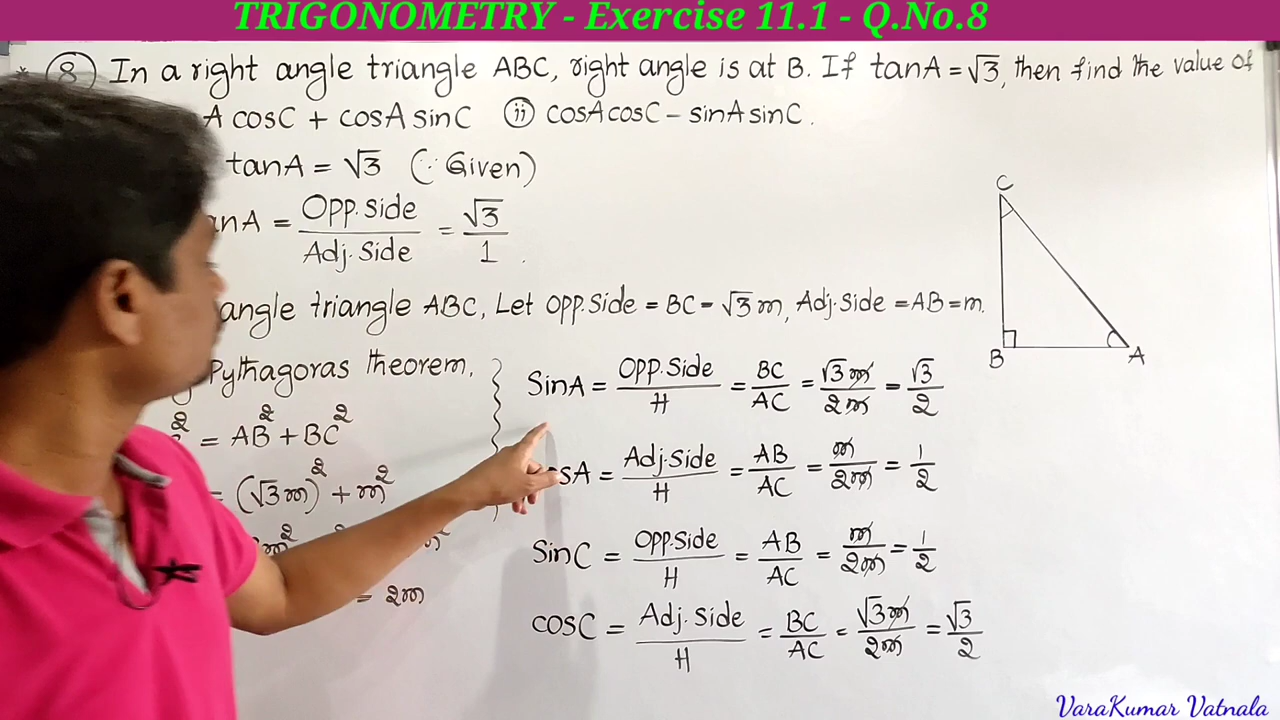 TRIGONOMETRY - Exercise 11.1 - Q.No.8
8 In a right angle triangle ABC, right angle is at B. If tanA = √3, then find the value of
A cosC + cosA sinC (ii) cosA cosC - sinA sinC.
tanA = √3 (∵ Given)
anA = Opp.Side / Adj.Side = √3 / 1 .
angle triangle ABC, Let Opp.Side = BC = √3m, Adj.Side = AB = m.
Pythagoras theorem,
² = AB² + BC²
= (√3m)² + m²
= 2m
SinA = Opp.Side / H = BC / AC = √3m / 2m = √3 / 2
osA = Adj.Side / H = AB / AC = m / 2m = 1 / 2
SinC = Opp.Side / H = AB / AC = m / 2m = 1 / 2
cosC = Adj.Side / H = BC / AC = √3m / 2m = √3 / 2
C
B
A
VaraKumar Vatnala